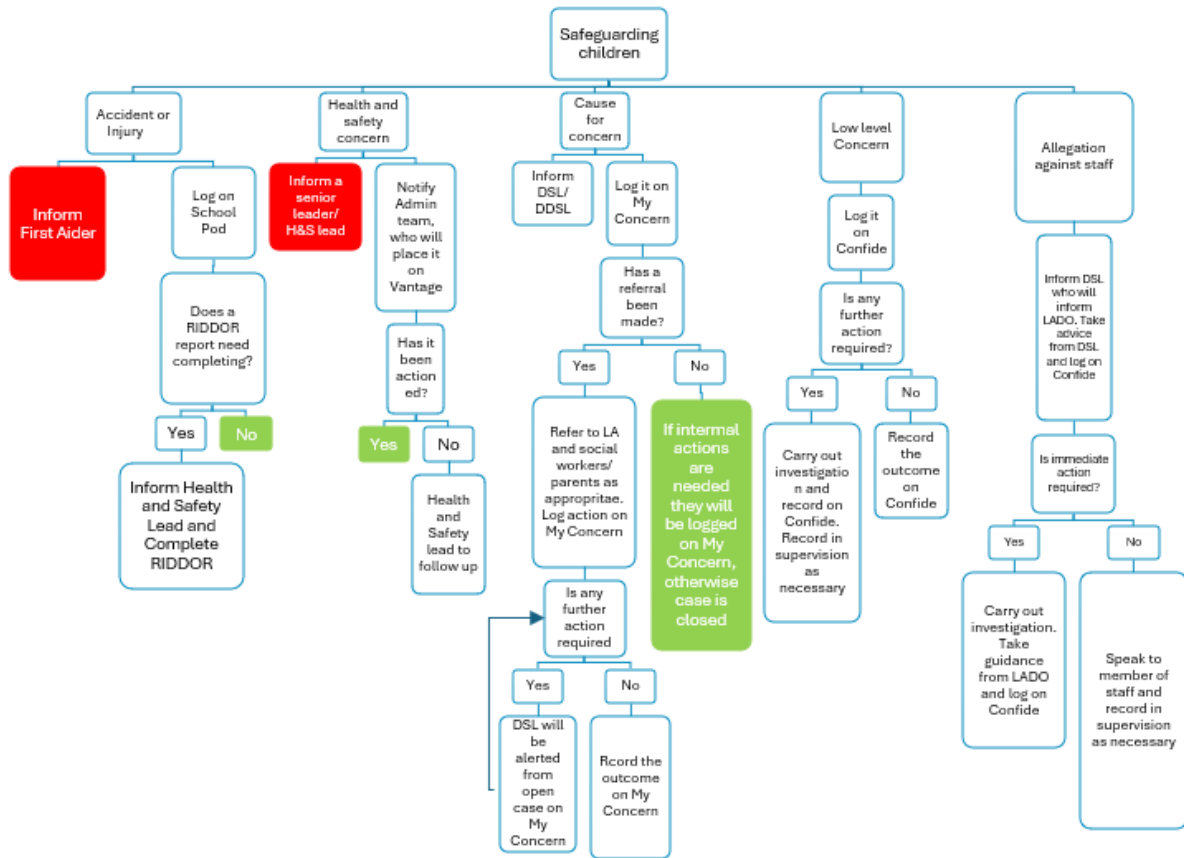 Safeguarding
children
Accident or
Injury
Inform
First Aider
Log on
School
Pod
Does a
RIDDOR
report need
completing?
Yes
No
Inform Health
and Safety
Lead and
Complete
RIDDOR
Health and
safety
concern
Inform a
senior
leader/
H&S lead
Notify
Admin
team,
who will
place it on
Vantage
Has it
been
action
ed?
Yes
No
Health
and
Safety
lead to
follow up
Cause
for
concern
Inform
DSL/
DDSL
Log it on
My
Concern
Has a
referral
been
made?
Yes
No
Refer to LA
and social
workers/
parents as
appropritae.
Log action on
My Concern
If intermal
actions
are
needed
they will
be logged
on My
Concern,
otherwise
case is
closed
Is any
further
action
required
Yes
No
DSL will
be
alerted
from
open
case on
My
Concern
Rcord the
outcome
on My
Concern
Low level
Concern
Log it
on
Confide
Is any
further
action
required?
Yes
No
Carry out
investigatio
n and
record on
Confide.
Record in
supervision
as
necessary
Record
the
outcome
on
Confide
Allegation
against staff
Inform DSL
who will
inform
LADO. Take
advice
from DSL
and log on
Confide
Is immediate
action
required?
Yes
No
Carry out
investigation.
Take
guidance
from LADO
and log on
Confide
Speak to
member of
staff and
record in
supervision
as necessary